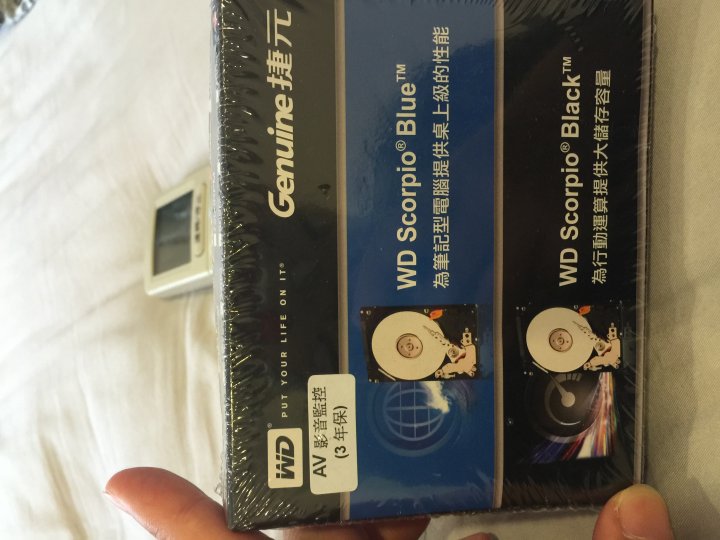 WD® PUT YOUR LIFE ON IT® Genuine 捷元
AV 影音監控
(3 年保)
WD Scorpio® Blue™
為筆記型電腦提供桌上級的性能
WD Scorpio® Black™
為行動運算提供大儲存容量